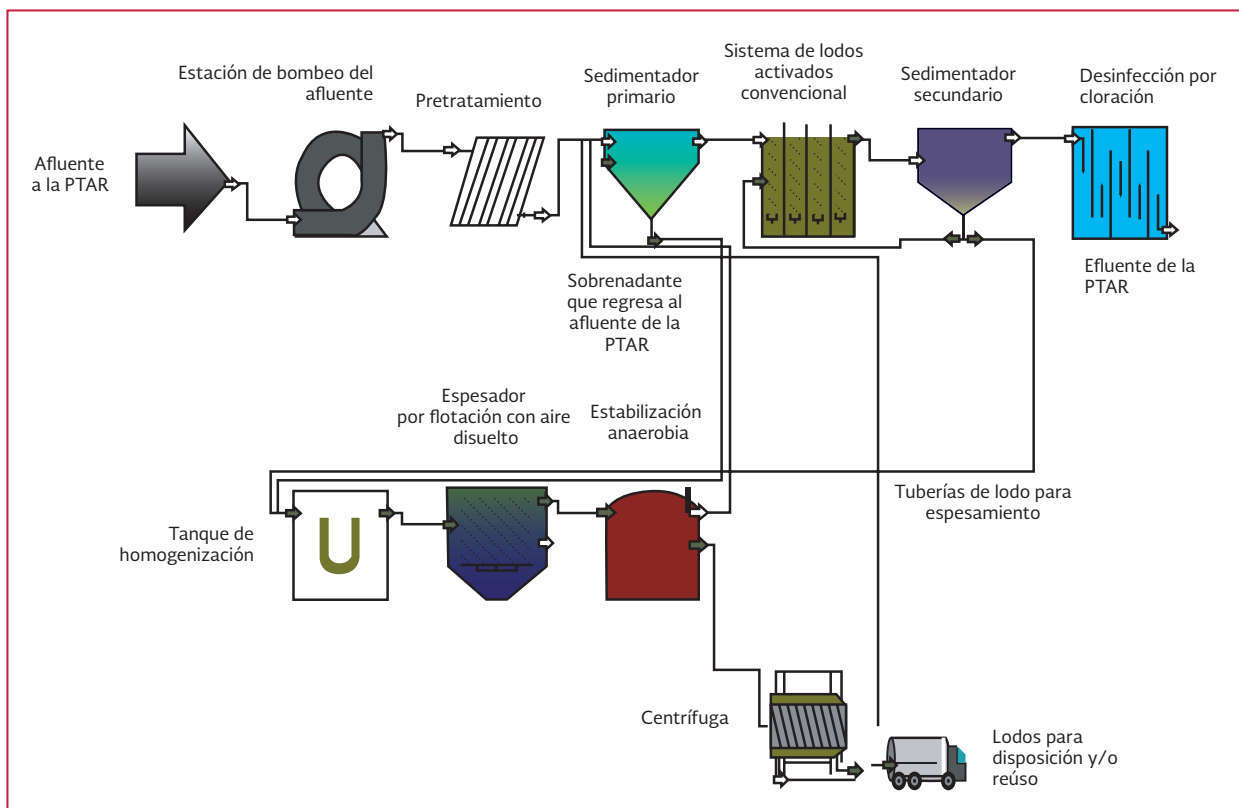 Afluente
a la PTAR
Estación de bombeo del
afluente
Pretratamiento
Sedimentador
primario
Sistema de lodos
activados
convencional
Sedimentador
secundario
Desinfección por
cloración
Efluente de la
PTAR
Sobrenadante
que regresa al
afluente de la
PTAR
Espesador
por flotación con aire
disuelto
Estabilización
anaerobia
Tuberías de lodo para
espesamiento
Tanque de
homogenización
Centrífuga
Lodos para
disposición y/o
reúso